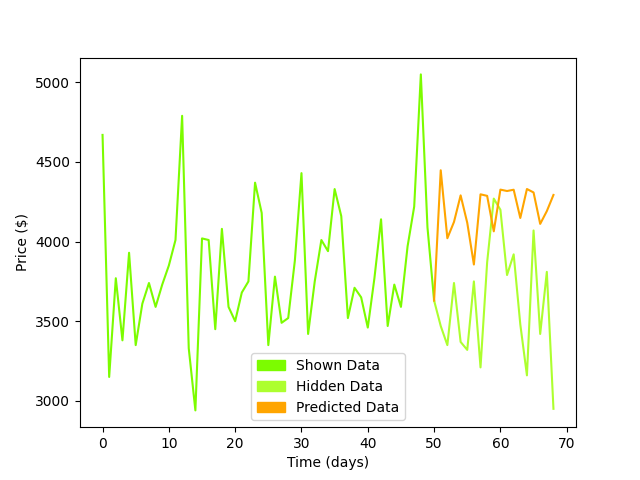 5000
4500
4000
3500
3000
Price ($)
Shown Data
Hidden Data
Predicted Data
0 10 20 30 40 50 60 70
Time (days)